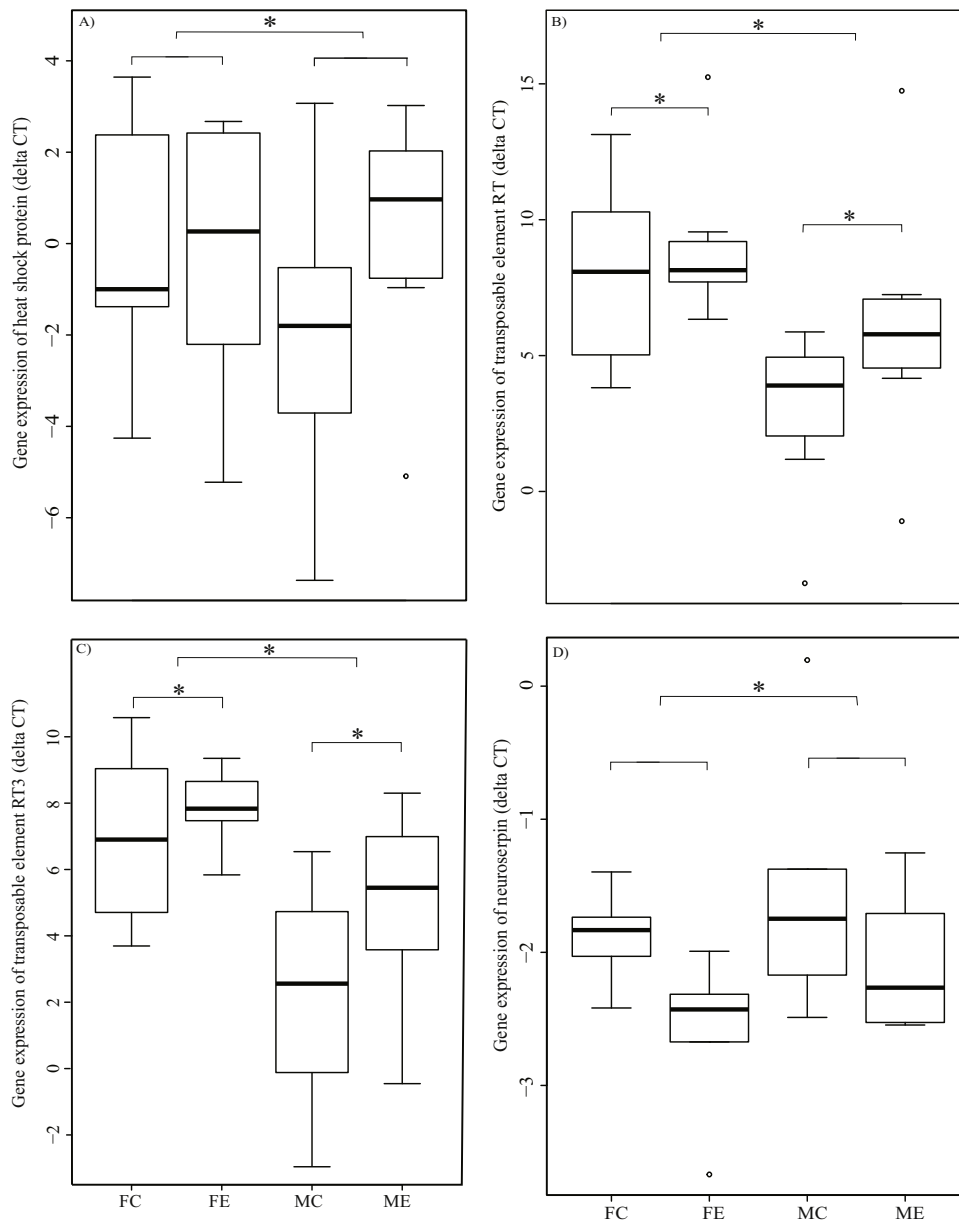 A)
*
Gene expression of heat shock protein (delta CT)
4
2
0
−2
−4
−6
B)
*
*
*
Gene expression of transposable element RT (delta CT)
15
10
5
0
C)
*
*
*
Gene expression of transposable element RT3 (delta CT)
10
8
6
4
2
0
−2
FC FE MC ME
D)
*
Gene expression of neuroserpin (delta CT)
0
−1
−2
−3
FC FE MC ME